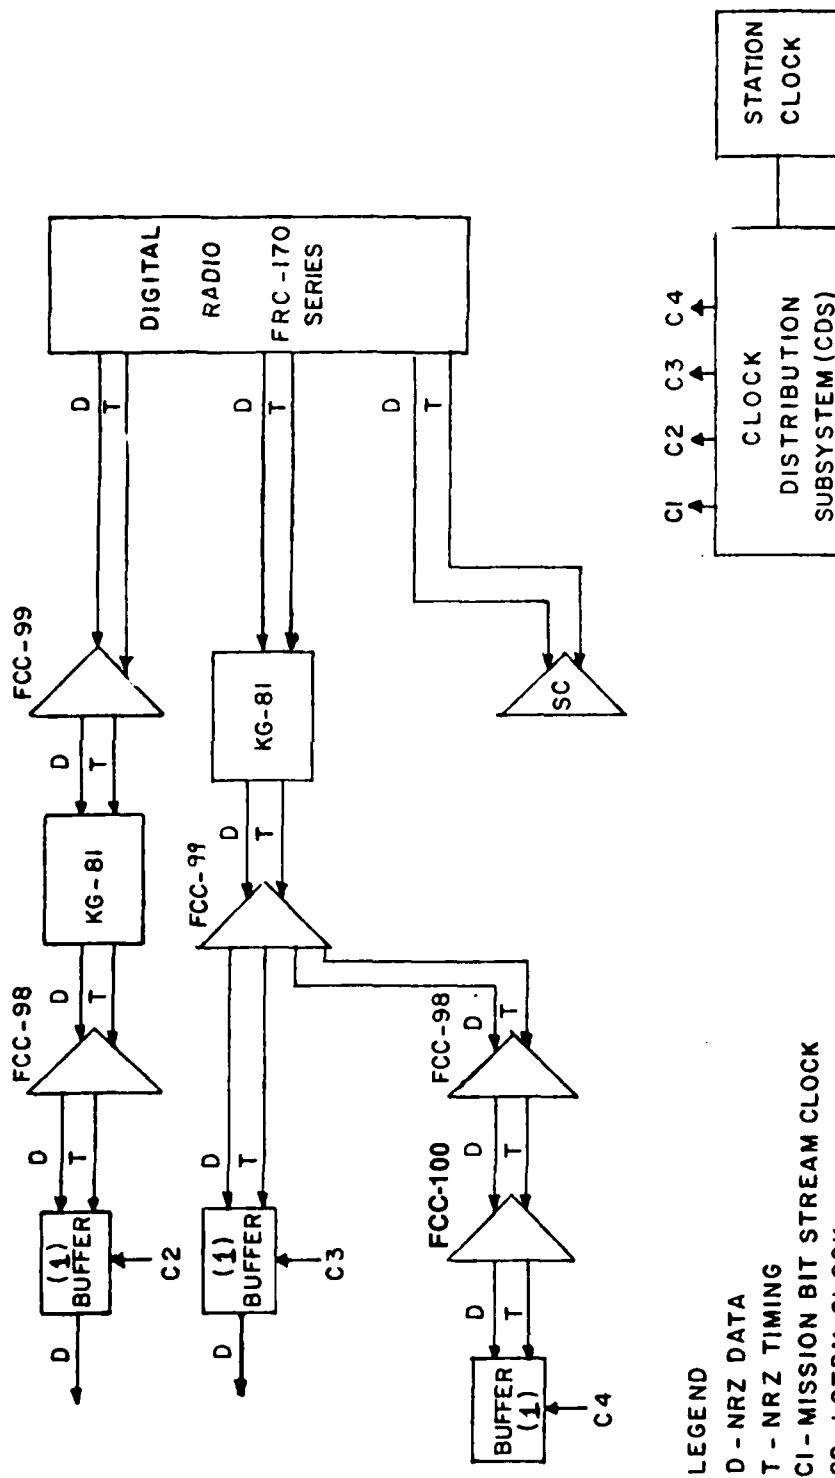 FCC-98
FCC-99
D
(1)
BUFFER
C2
D
T
D
T
KG-81
D
T
D
T
DIGITAL
RADIO
FRC-170
SERIES
FCC-99
D
(1)
BUFFER
C3
D
T
D
T
KG-81
D
T
FCC-100
FCC-98
BUFFER
(1)
C4
D
T
D
T
D
T
SC
D
T
LEGEND
D - NRZ DATA
T - NRZ TIMING
C1 - MISSION BIT STREAM CLOCK
C1 C2 C3 C4
CLOCK
DISTRIBUTION
SUBSYSTEM (CDS)
STATION
CLOCK